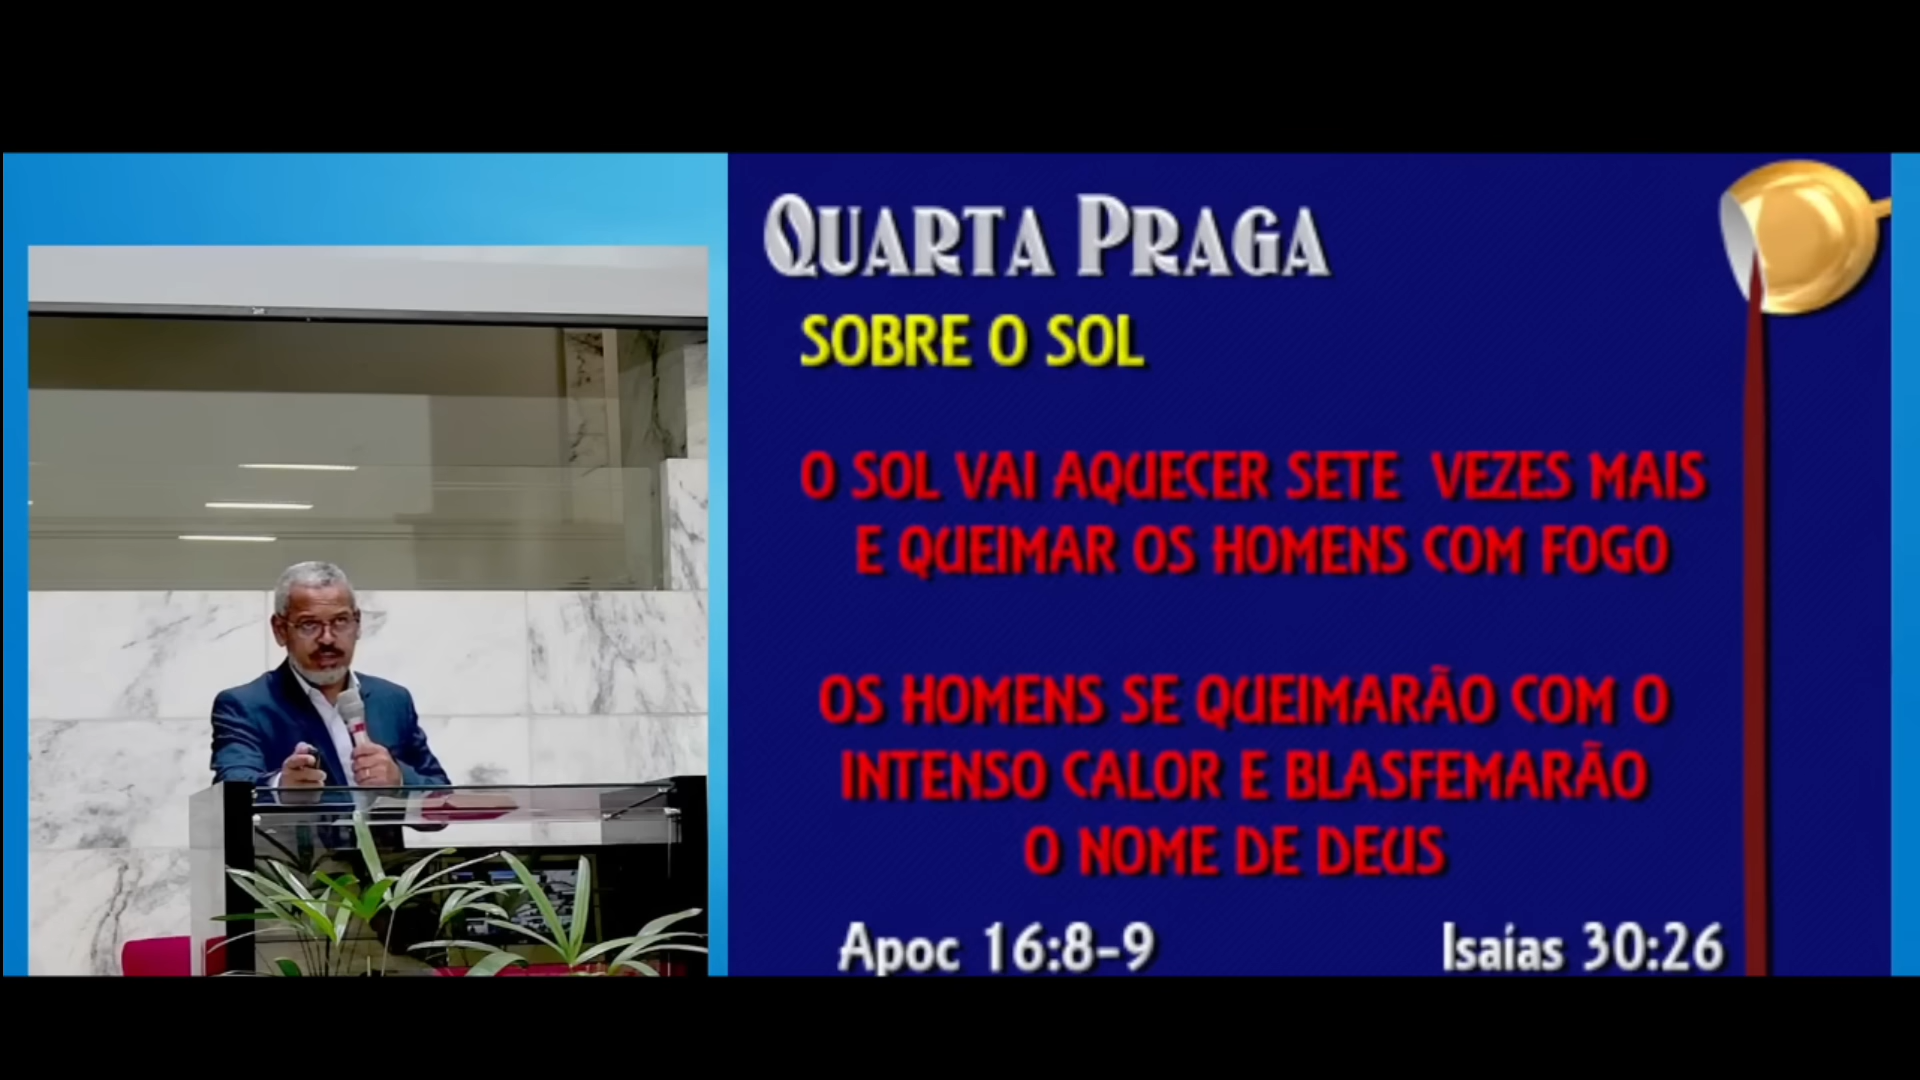 QUARTA PRAGA
SOBRE O SOL
O SOL VAI AQUECER SETE VEZES MAIS
E QUEIMAR OS HOMENS COM FOGO
OS HOMENS SE QUEIMARÃO COM O
INTENSO CALOR E BLASFEMARÃO
O NOME DE DEUS
Apoc 16:8-9
Isaías 30:26